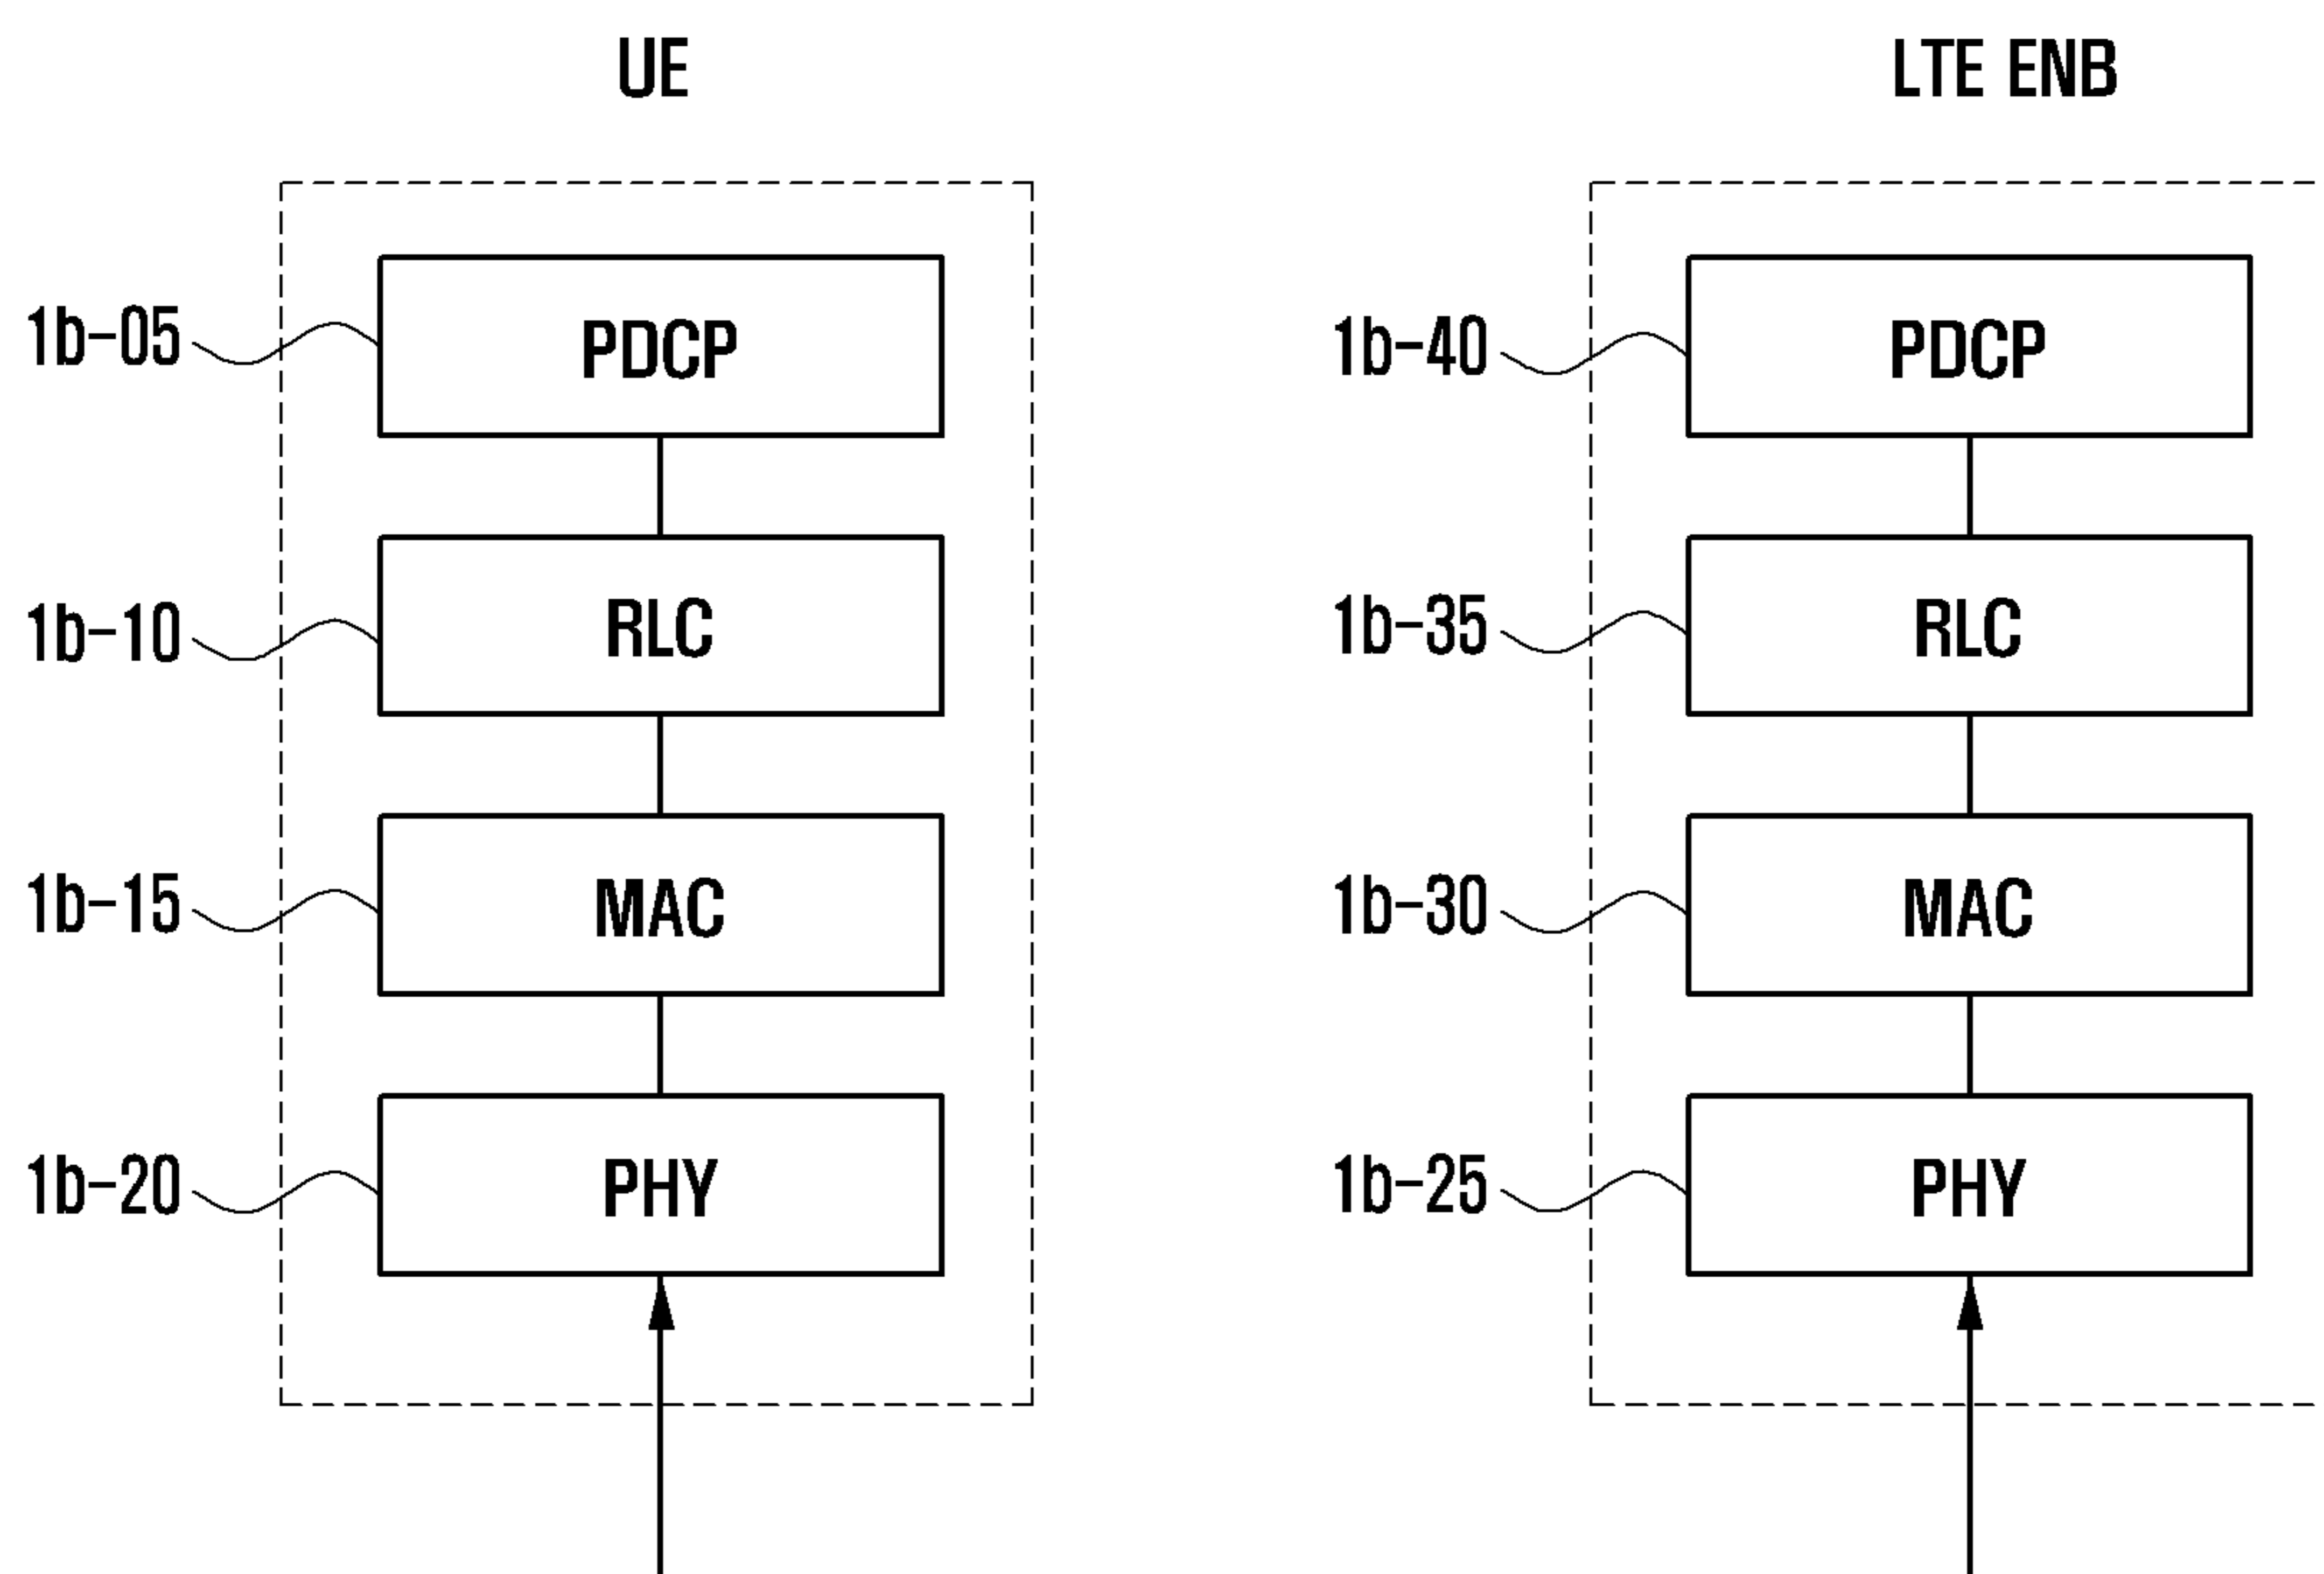 UE
LTE ENB
1b-05
PDCP
1b-40
PDCP
1b-10
RLC
1b-35
RLC
1b-15
MAC
1b-30
MAC
1b-20
PHY
1b-25
PHY